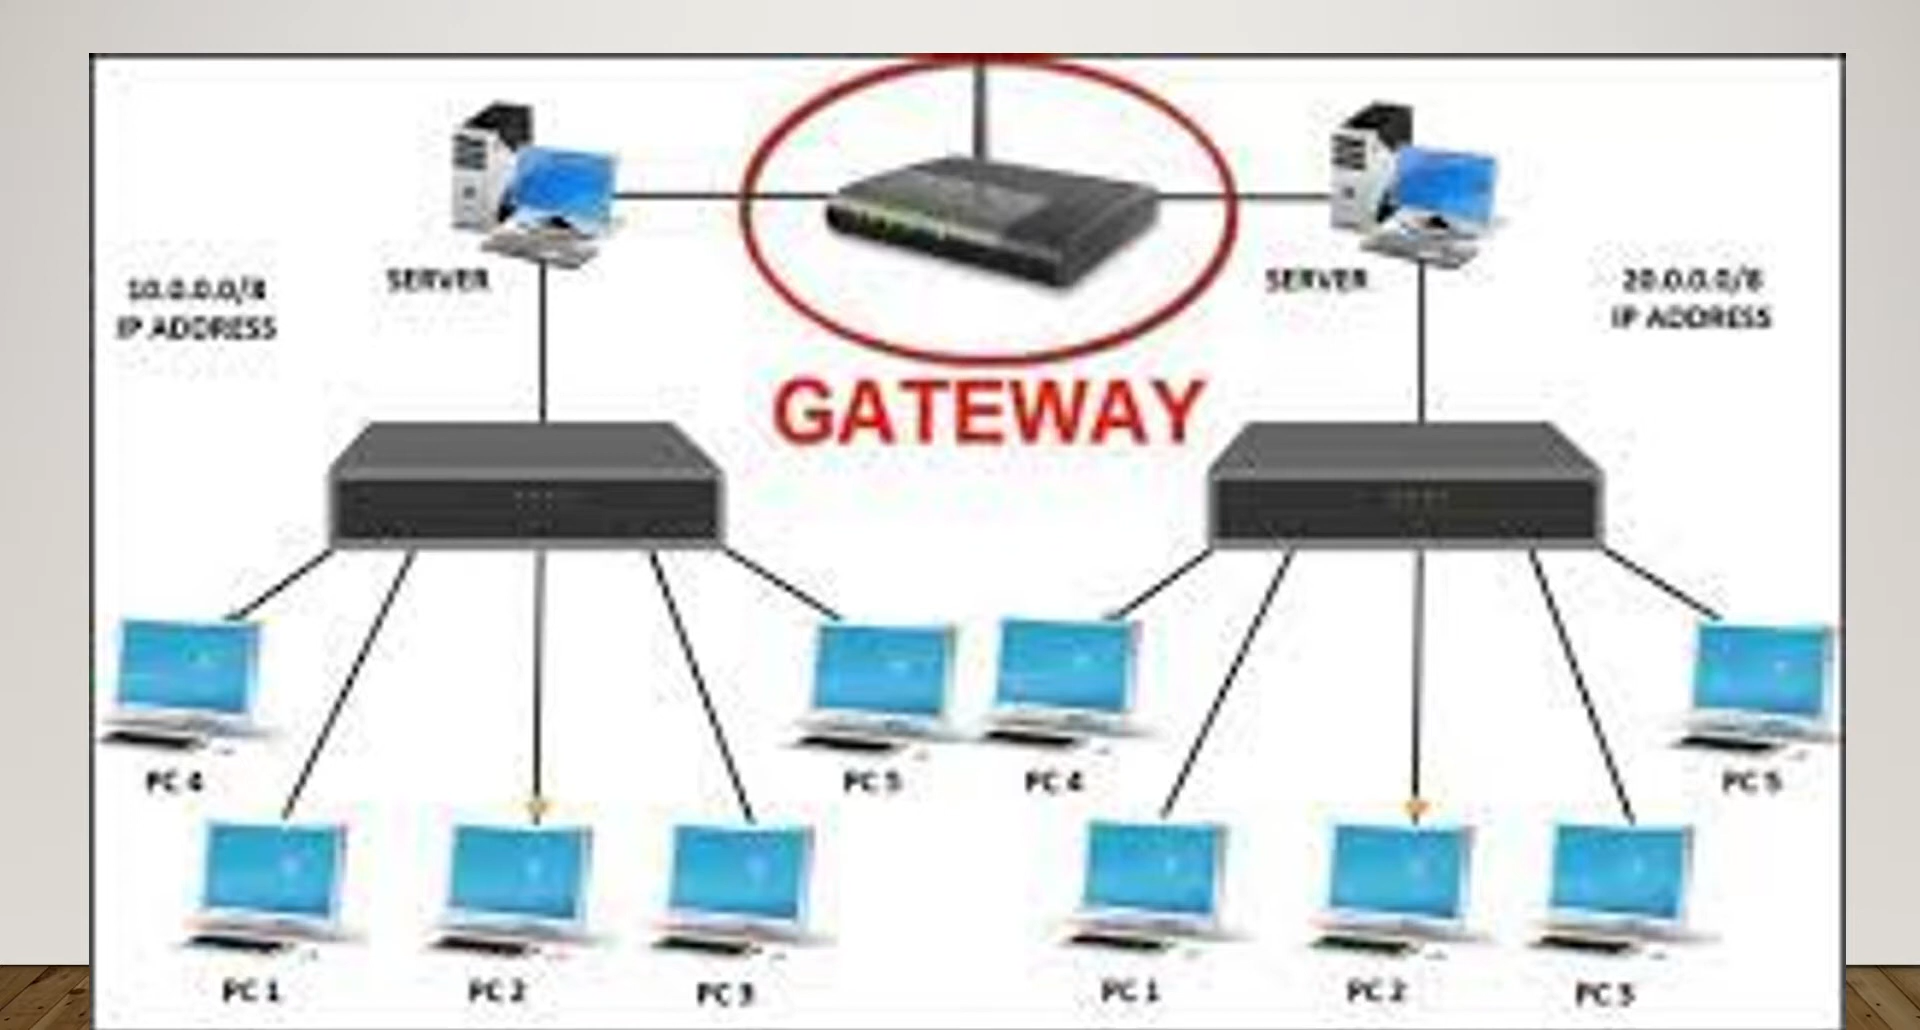 SERVER
SERVER
10.0.0.0/8
IP ADDRESS
20.0.0.0/8
IP ADDRESS
GATEWAY
PC 4
PC 5
PC 4
PC 5
PC 1
PC 2
PC 3
PC 1
PC 2
PC 3